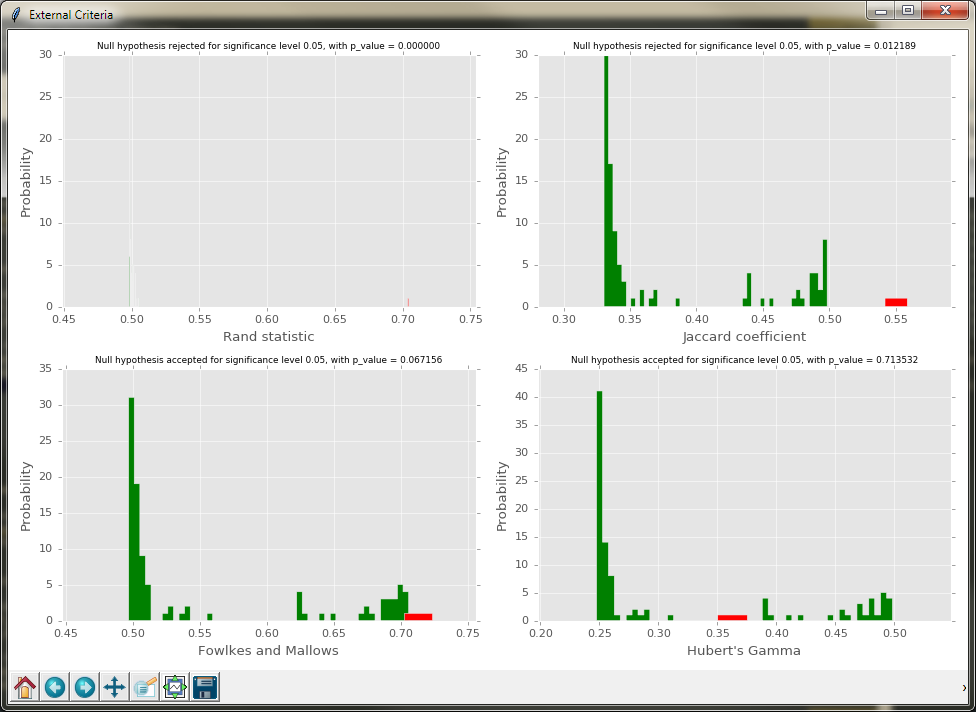 External Criteria
Null hypothesis rejected for significance level 0.05, with p_value = 0.000000
30
25
20
15
10
5
0
Probability
0.45 0.50 0.55 0.60 0.65 0.70 0.75
Rand statistic
Null hypothesis rejected for significance level 0.05, with p_value = 0.012189
30
25
20
15
10
5
0
Probability
0.30 0.35 0.40 0.45 0.50 0.55
Jaccard coefficient
Null hypothesis accepted for significance level 0.05, with p_value = 0.067156
35
30
25
20
15
10
5
0
Probability
0.45 0.50 0.55 0.60 0.65 0.70 0.75
Fowlkes and Mallows
Null hypothesis accepted for significance level 0.05, with p_value = 0.713532
45
40
35
30
25
20
15
10
5
0
Probability
0.20 0.25 0.30 0.35 0.40 0.45 0.50
Hubert's Gamma